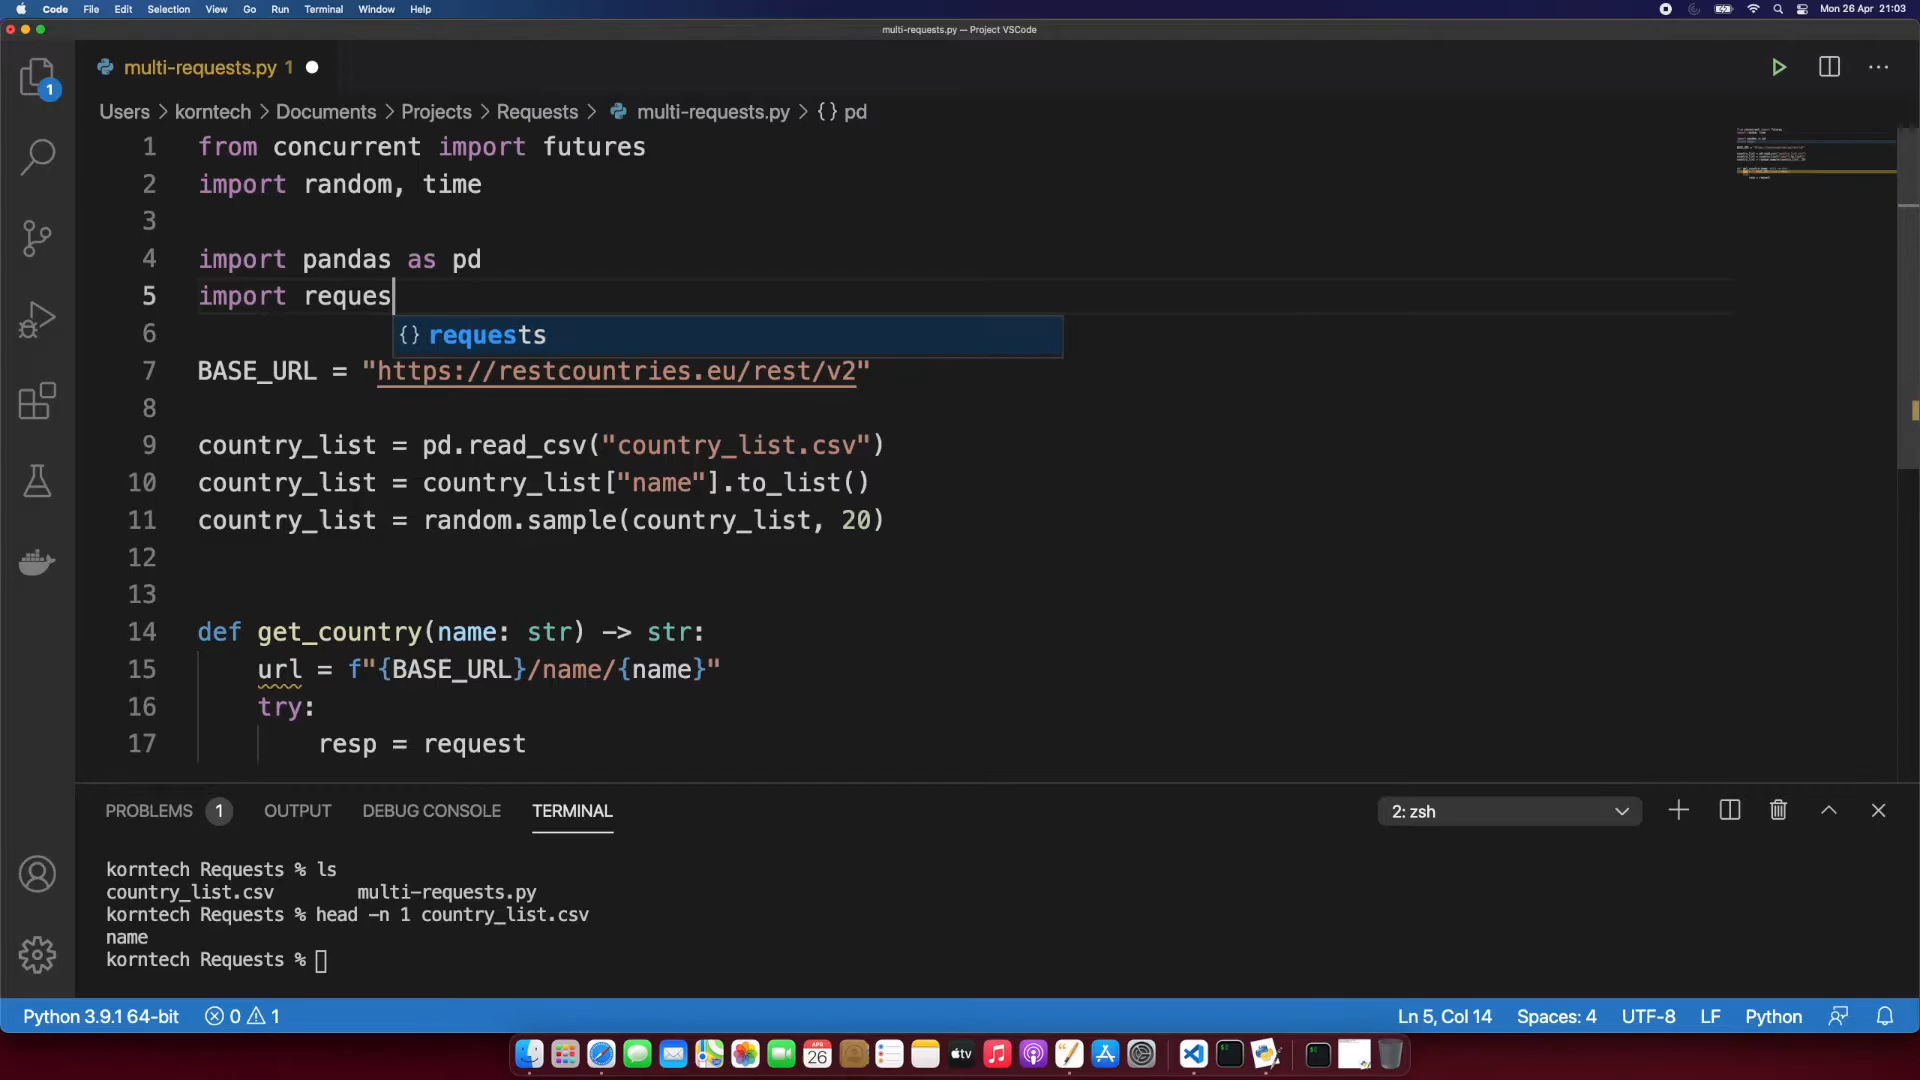 Code File Edit Selection View Go Run Terminal Window Help
Mon 26 Apr 21:03
multi-requests.py — Project VSCode
1
multi-requests.py 1
Users > korntech > Documents > Projects > Requests > multi-requests.py > {} pd
1 from concurrent import futures
2 import random, time
3
4 import pandas as pd
5 import reques
6
{} requests
7 BASE_URL = "https://restcountries.eu/rest/v2"
8
9 country_list = pd.read_csv("country_list.csv")
10 country_list = country_list["name"].to_list()
11 country_list = random.sample(country_list, 20)
12
13
14 def get_country(name: str) -> str:
15 url = f"{BASE_URL}/name/{name}"
16 try:
17 resp = request
PROBLEMS 1 OUTPUT DEBUG CONSOLE TERMINAL
2: zsh
korntech Requests % ls
country_list.csv multi-requests.py
korntech Requests % head -n 1 country_list.csv
name
korntech Requests %
Python 3.9.1 64-bit 0 1
Ln 5, Col 14 Spaces: 4 UTF-8 LF Python
APR
26
tv